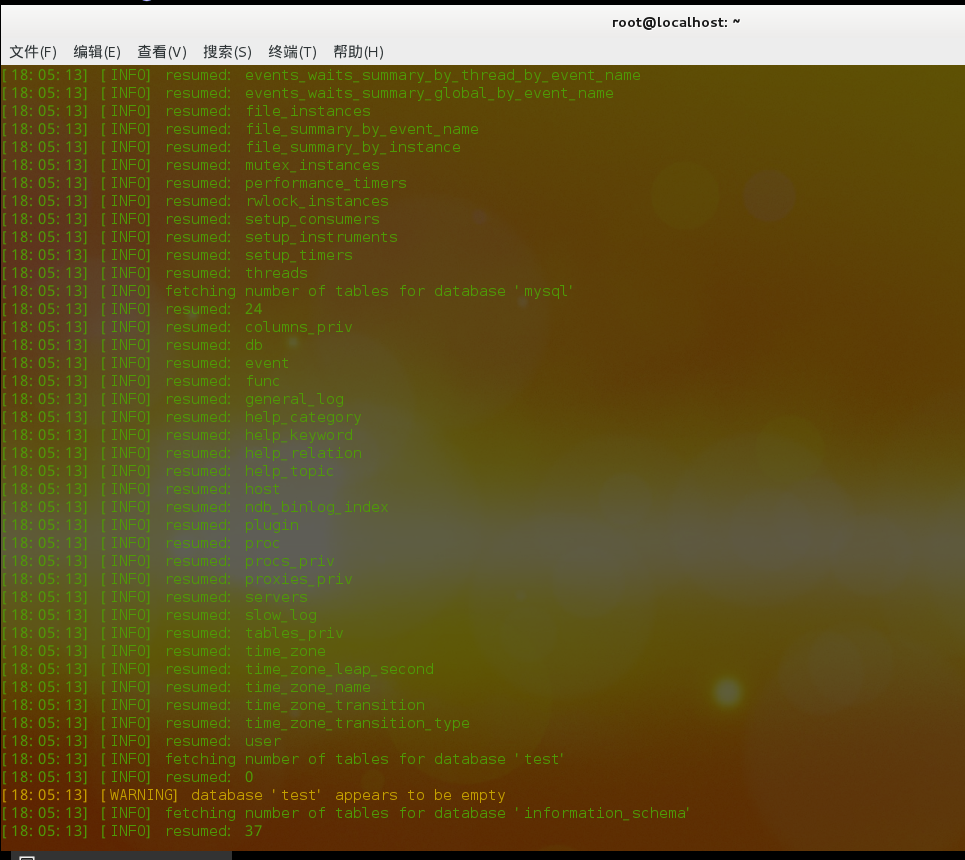 root@localhost: ~
文件(F) 编辑(E) 查看(V) 搜索(S) 终端(T) 帮助(H)
[18:05:13] [INFO] resumed: events_waits_summary_by_thread_by_event_name
[18:05:13] [INFO] resumed: events_waits_summary_global_by_event_name
[18:05:13] [INFO] resumed: file_instances
[18:05:13] [INFO] resumed: file_summary_by_event_name
[18:05:13] [INFO] resumed: file_summary_by_instance
[18:05:13] [INFO] resumed: mutex_instances
[18:05:13] [INFO] resumed: performance_timers
[18:05:13] [INFO] resumed: rwlock_instances
[18:05:13] [INFO] resumed: setup_consumers
[18:05:13] [INFO] resumed: setup_instruments
[18:05:13] [INFO] resumed: setup_timers
[18:05:13] [INFO] resumed: threads
[18:05:13] [INFO] fetching number of tables for database 'mysql'
[18:05:13] [INFO] resumed: 24
[18:05:13] [INFO] resumed: columns_priv
[18:05:13] [INFO] resumed: db
[18:05:13] [INFO] resumed: event
[18:05:13] [INFO] resumed: func
[18:05:13] [INFO] resumed: general_log
[18:05:13] [INFO] resumed: help_category
[18:05:13] [INFO] resumed: help_keyword
[18:05:13] [INFO] resumed: help_relation
[18:05:13] [INFO] resumed: help_topic
[18:05:13] [INFO] resumed: host
[18:05:13] [INFO] resumed: ndb_binlog_index
[18:05:13] [INFO] resumed: plugin
[18:05:13] [INFO] resumed: proc
[18:05:13] [INFO] resumed: procs_priv
[18:05:13] [INFO] resumed: proxies_priv
[18:05:13] [INFO] resumed: servers
[18:05:13] [INFO] resumed: slow_log
[18:05:13] [INFO] resumed: tables_priv
[18:05:13] [INFO] resumed: time_zone
[18:05:13] [INFO] resumed: time_zone_leap_second
[18:05:13] [INFO] resumed: time_zone_name
[18:05:13] [INFO] resumed: time_zone_transition
[18:05:13] [INFO] resumed: time_zone_transition_type
[18:05:13] [INFO] resumed: user
[18:05:13] [INFO] fetching number of tables for database 'test'
[18:05:13] [INFO] resumed: 0
[18:05:13] [WARNING] database 'test' appears to be empty
[18:05:13] [INFO] fetching number of tables for database 'information_schema'
[18:05:13] [INFO] resumed: 37